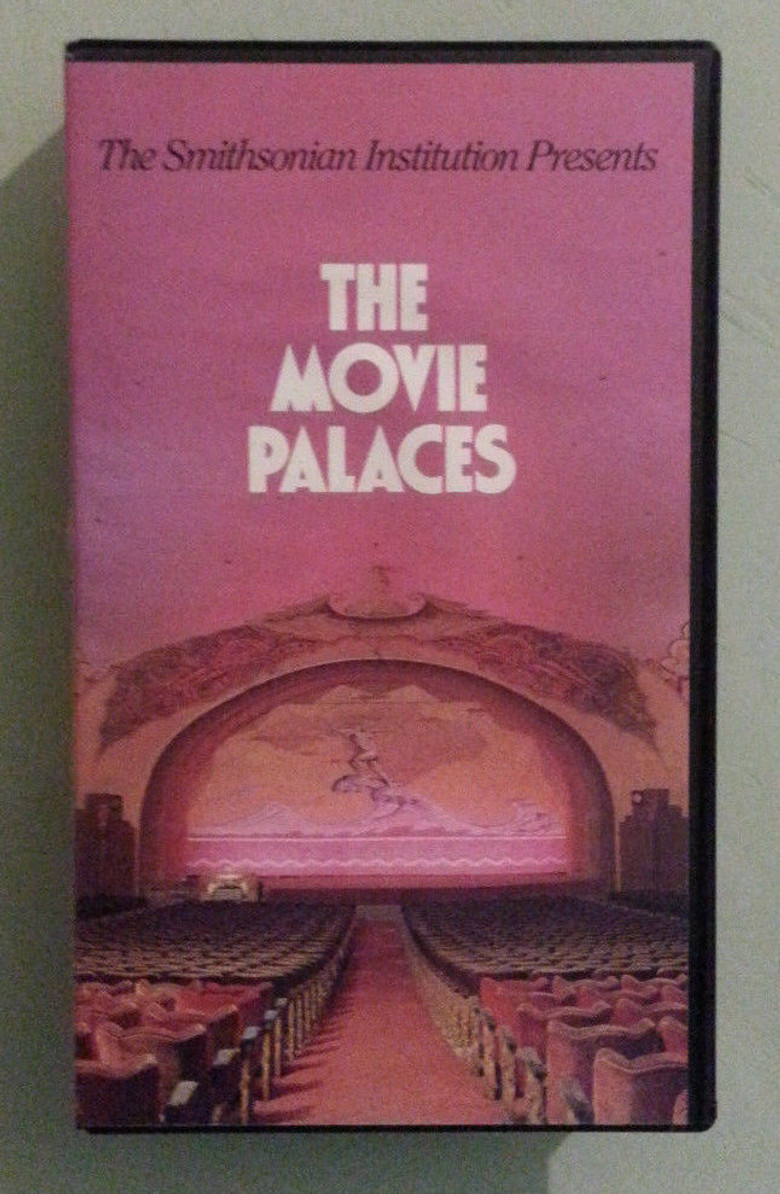 The Smithsonian Institution Presents
THE
MOVIE
PALACES